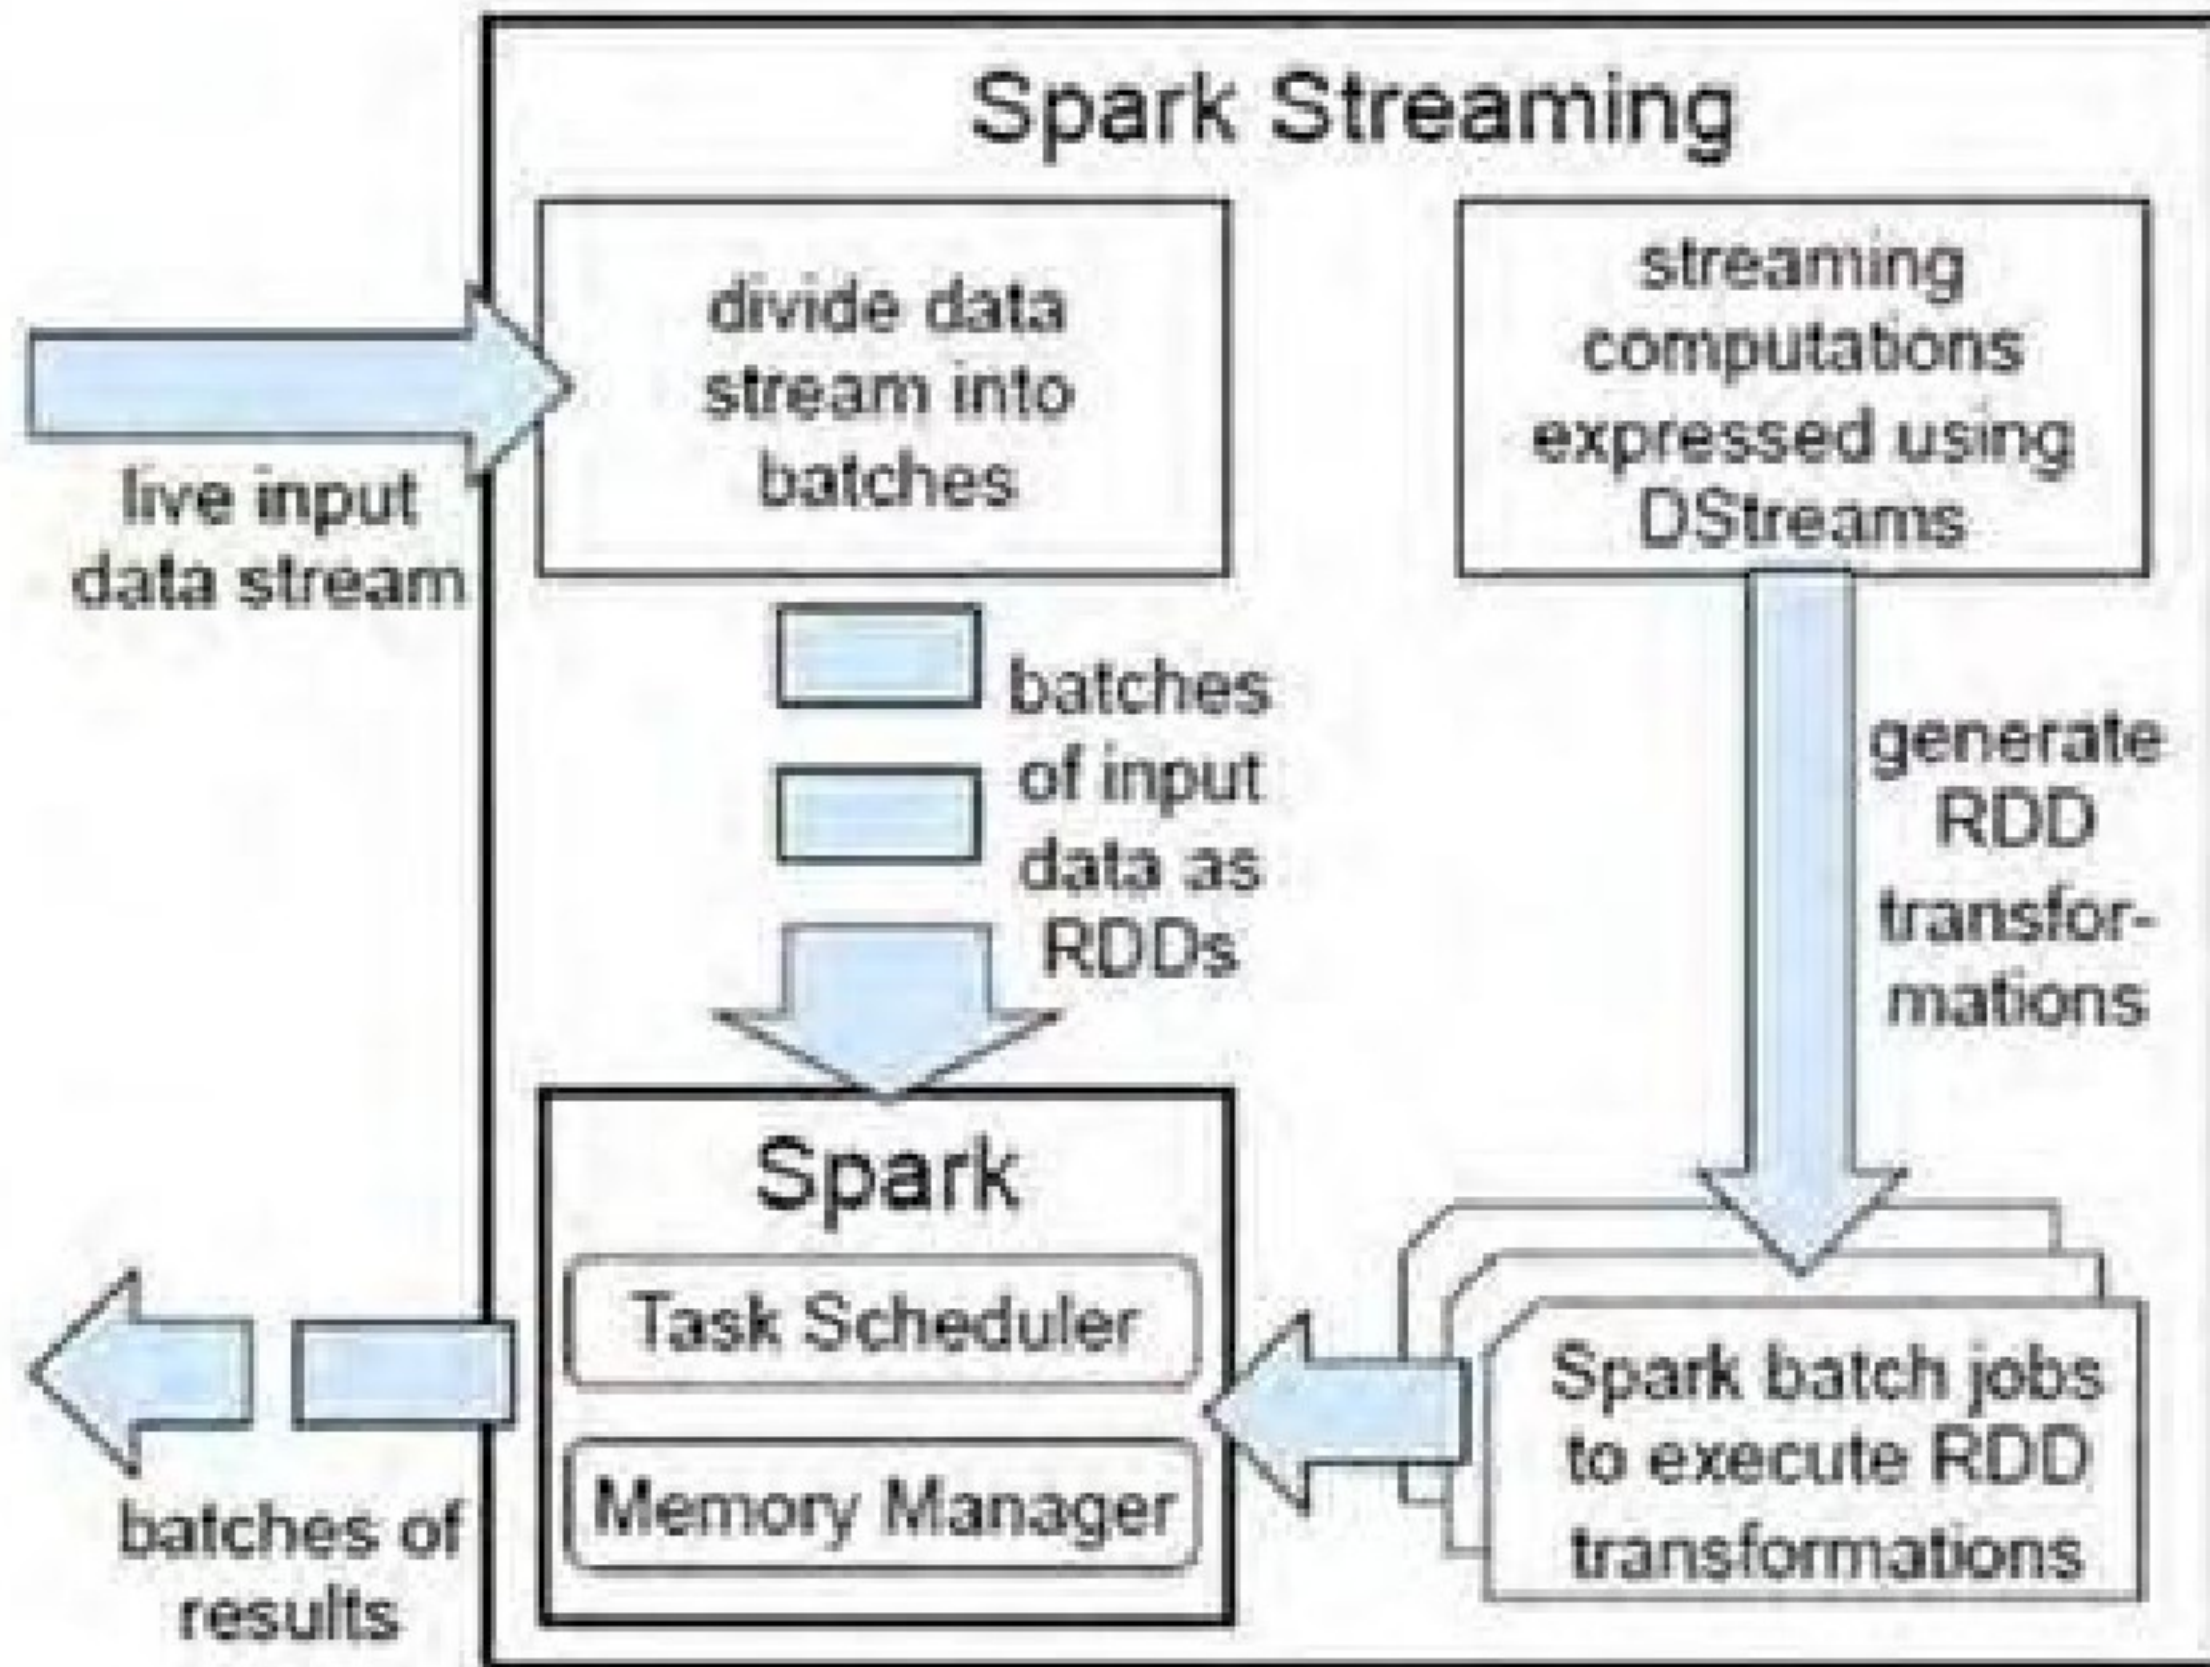 Spark Streaming
divide data
stream into
batches
streaming
computations
expressed using
DStreams
live input
data stream
batches
of input
data as
RDDs
generate
RDD
transfor-
mations
Spark
Task Scheduler
Memory Manager
Spark batch jobs
to execute RDD
transformations
batches of
results